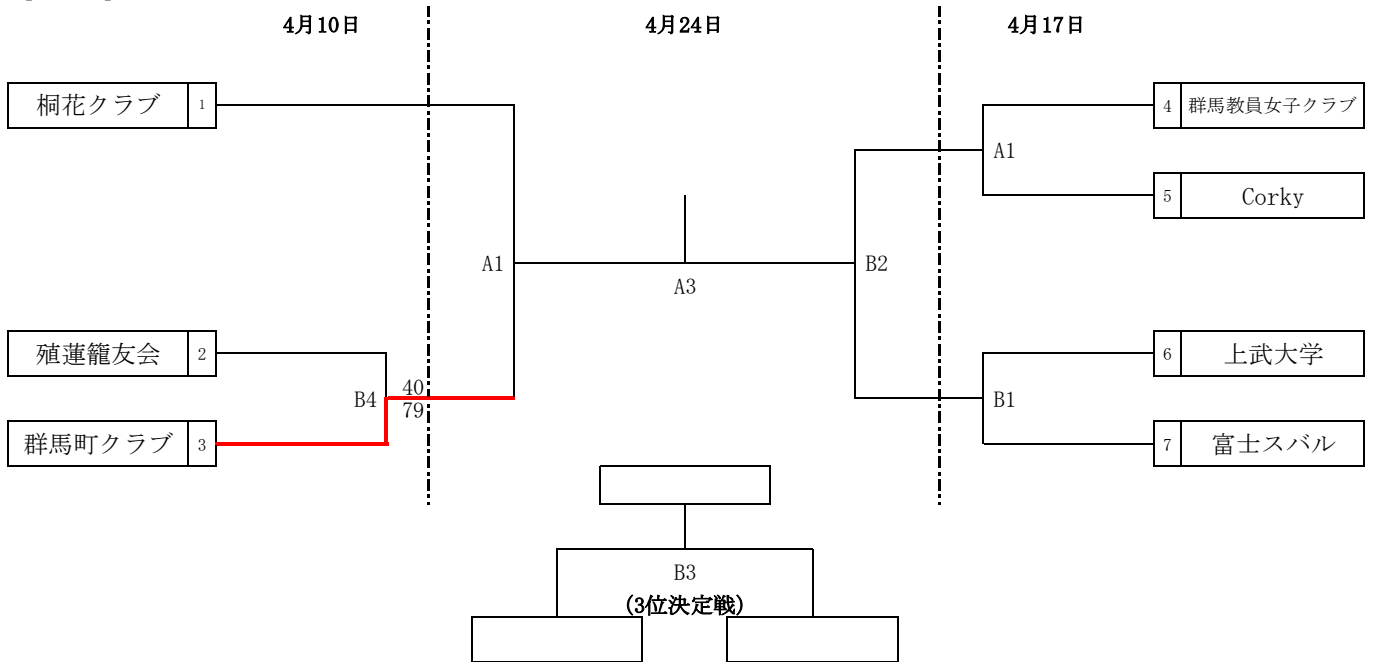 4月10日
4月24日
4月17日
桐花クラブ 1
4 群馬教員女子クラブ
A1
5 Corky
A1
B2
A3
殖蓮籠友会 2
6 上武大学
B4
40
79
B1
群馬町クラブ 3
7 富士スバル
B3
(3位決定戦)